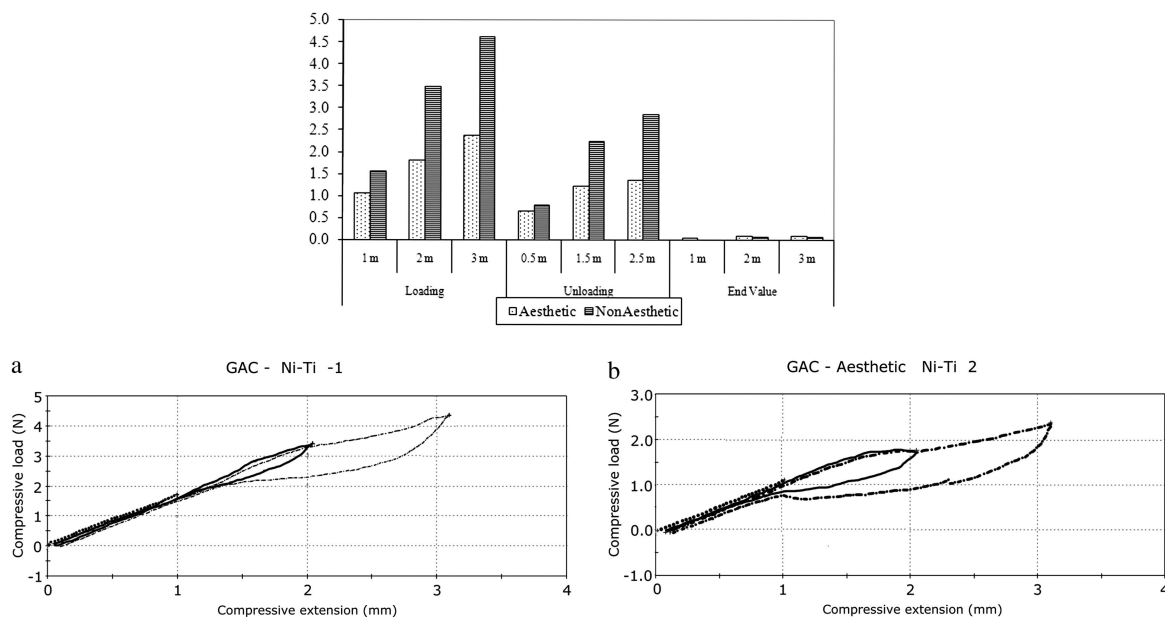 5.0
4.5
4.0
3.5
3.0
2.5
2.0
1.5
1.0
0.5
0.0
1 m 2 m 3 m 0.5 m 1.5 m 2.5 m 1 m 2 m 3 m
Loading Unloading End Value
Aesthetic NonAesthetic
a
GAC - Ni-Ti -1
Compressive load (N)
5
4
3
2
1
0
-1
0 1 2 3 4
Compressive extension (mm)
b
GAC - Aesthetic Ni-Ti 2
Compressive load (N)
3.0
2.0
1.0
0.0
-1.0
0 1 2 3 4
Compressive extension (mm)